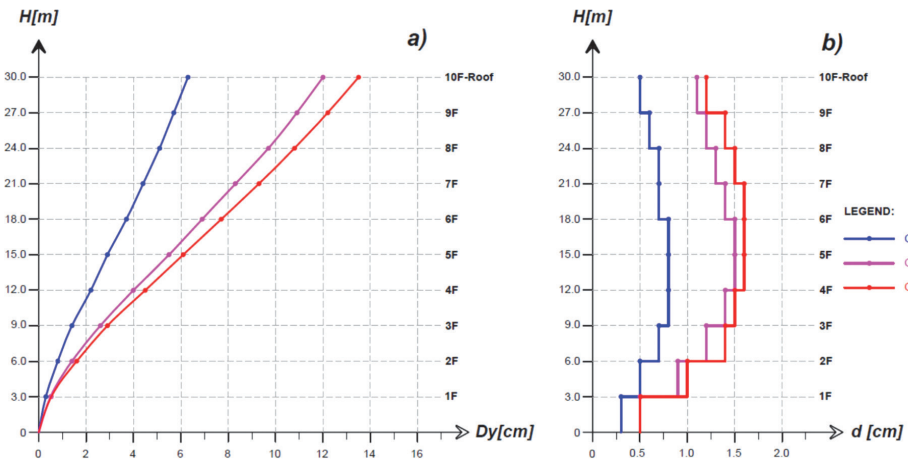 H[m]
a)
30.0
27.0
24.0
21.0
18.0
15.0
12.0
9.0
6.0
3.0
0
10F-Roof
9F
8F
7F
6F
5F
4F
3F
2F
1F
0 2 4 6 8 10 12 14 16
Dy[cm]
H[m]
b)
30.0
27.0
24.0
21.0
18.0
15.0
12.0
9.0
6.0
3.0
0
10F-Roof
9F
8F
7F
6F
5F
4F
3F
2F
1F
0 0.5 1.0 1.5 2.0
d [cm]
LEGEND: